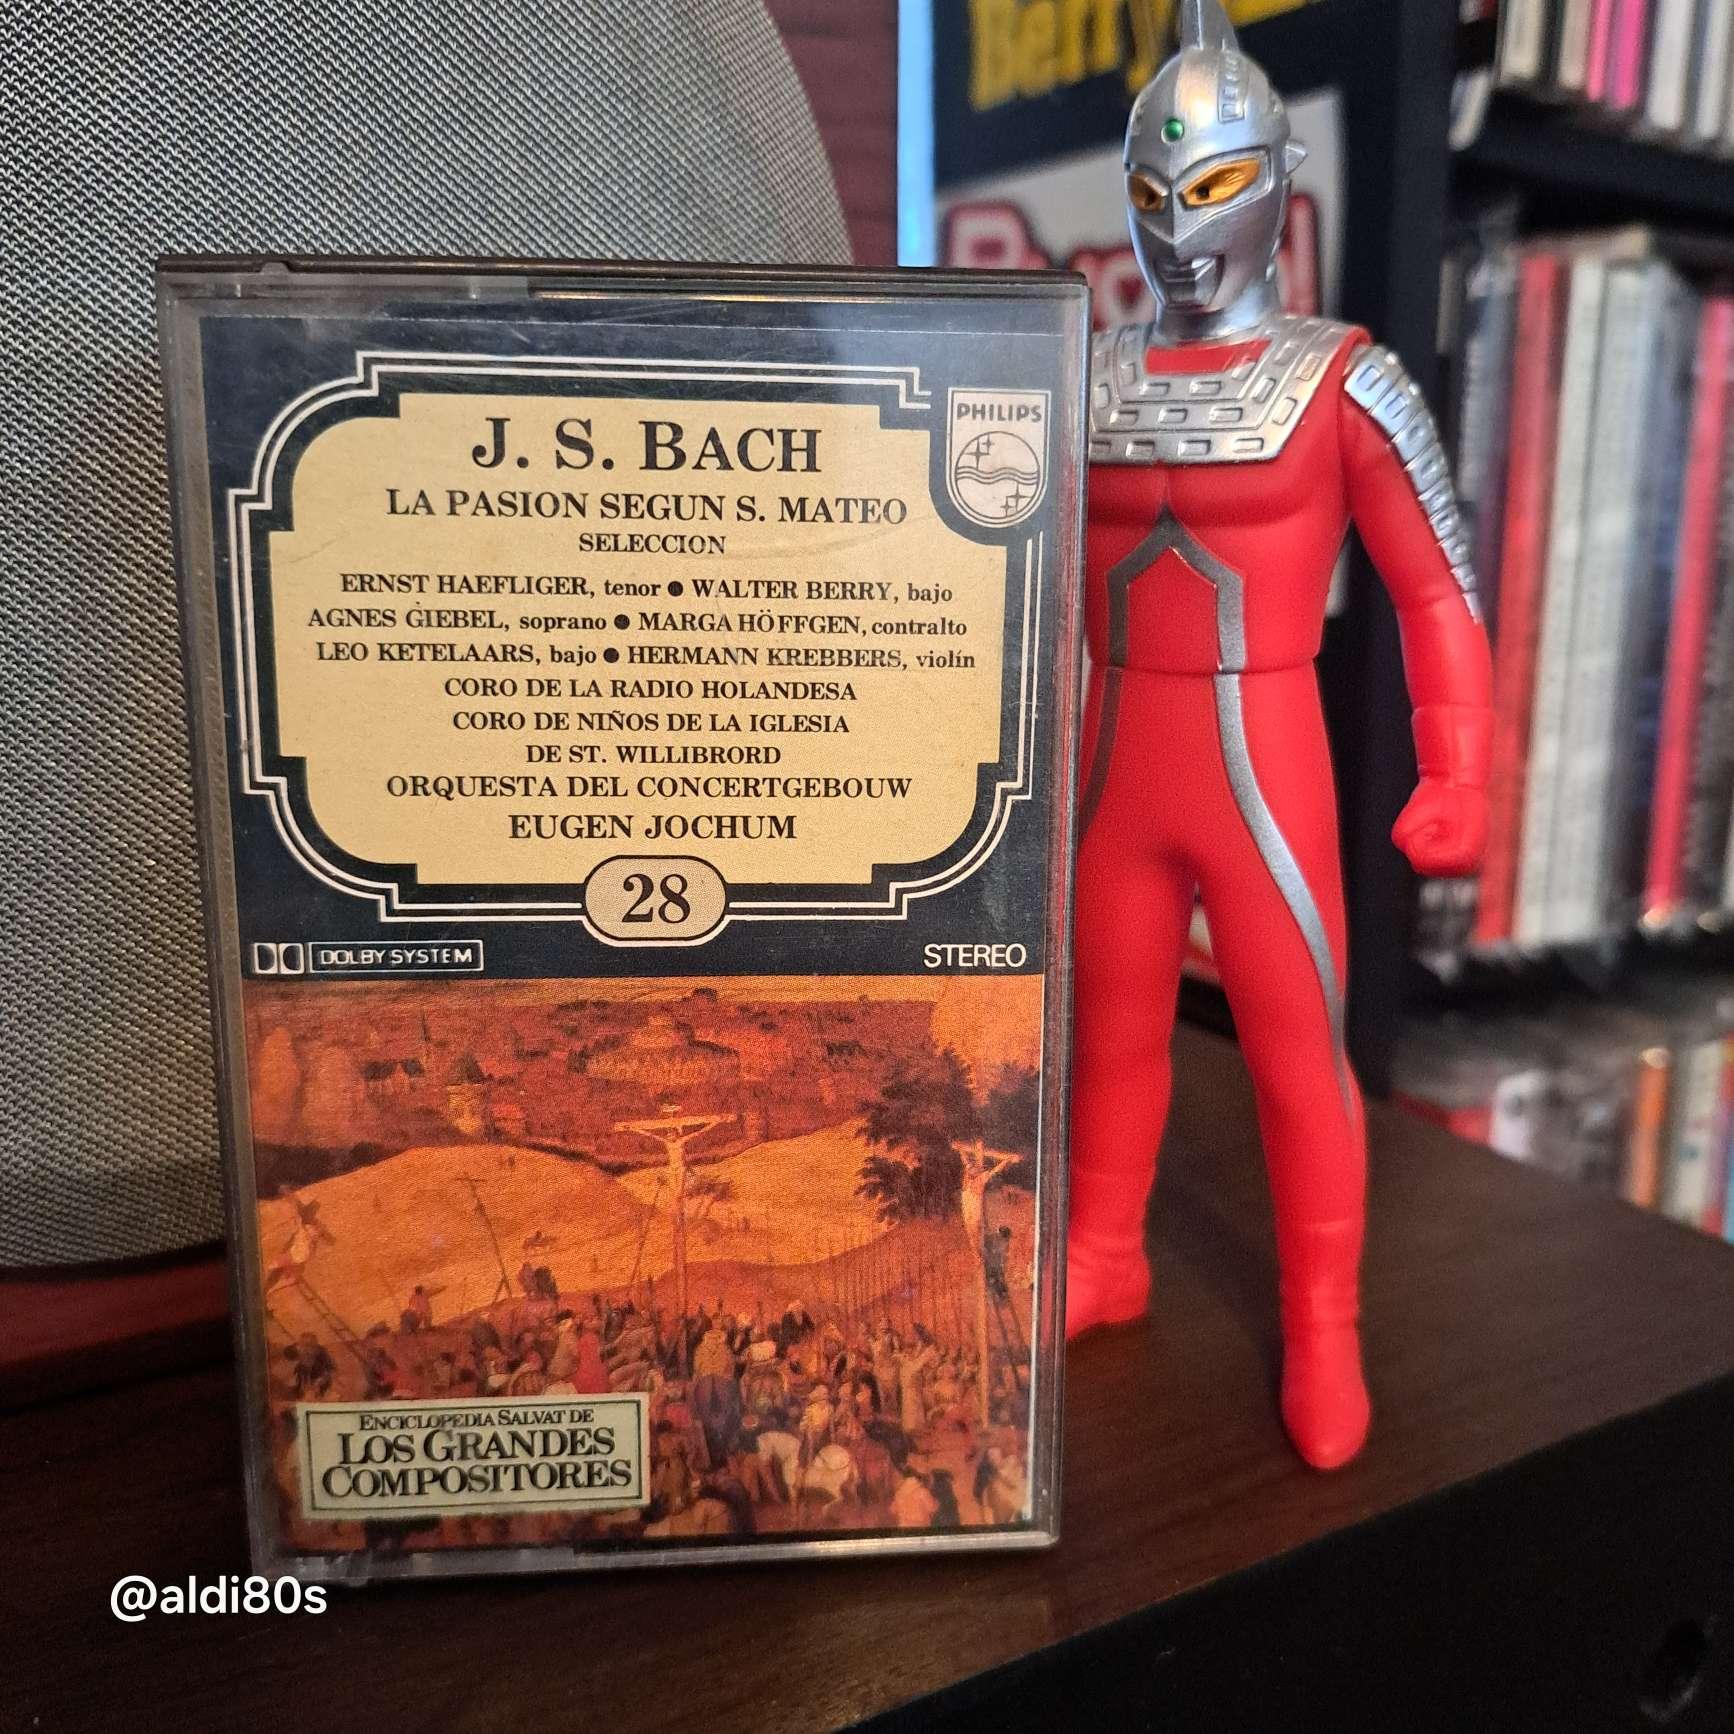 Berry
J. S. BACH
PHILIPS
LA PASION SEGUN S. MATEO
SELECCION
ERNST HAEFLIGER, tenor ● WALTER BERRY, bajo
AGNES GIEBEL, soprano ● MARGA HÖFFGEN, contralto
LEO KETELAARS, bajo ● HERMANN KREBBERS, violín
CORO DE LA RADIO HOLANDESA
CORO DE NIÑOS DE LA IGLESIA
DE ST. WILLIBRORD
ORQUESTA DEL CONCERTGEBOUW
EUGEN JOCHUM
28
DOLBY SYSTEM
STEREO
ENCICLOPEDIA SALVAT DE
LOS GRANDES
COMPOSITORES
@aldi80s